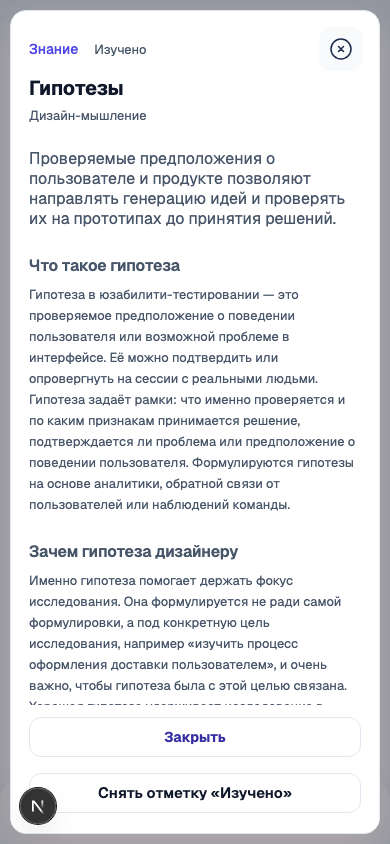 Знание Изучено
Гипотезы
Дизайн-мышление
Проверяемые предположения о
пользователе и продукте позволяют
направлять генерацию идей и проверять
их на прототипах до принятия решений.
Что такое гипотеза
Гипотеза в юзабилити-тестировании — это
проверяемое предположение о поведении
пользователя или возможной проблеме в
интерфейсе. Её можно подтвердить или
опровергнуть на сессии с реальными людьми.
Гипотеза задаёт рамки: что именно проверяется и
по каким признакам принимается решение,
подтверждается ли проблема или предположение о
поведении пользователя. Формулируются гипотезы
на основе аналитики, обратной связи от
пользователей или наблюдений команды.
Зачем гипотеза дизайнеру
Именно гипотеза помогает держать фокус
исследования. Она формулируется не ради самой
формулировки, а под конкретную цель
исследования, например «изучить процесс
оформления доставки пользователем», и очень
важно, чтобы гипотеза была с этой целью связана.
Закрыть
Снять отметку «Изучено»
N